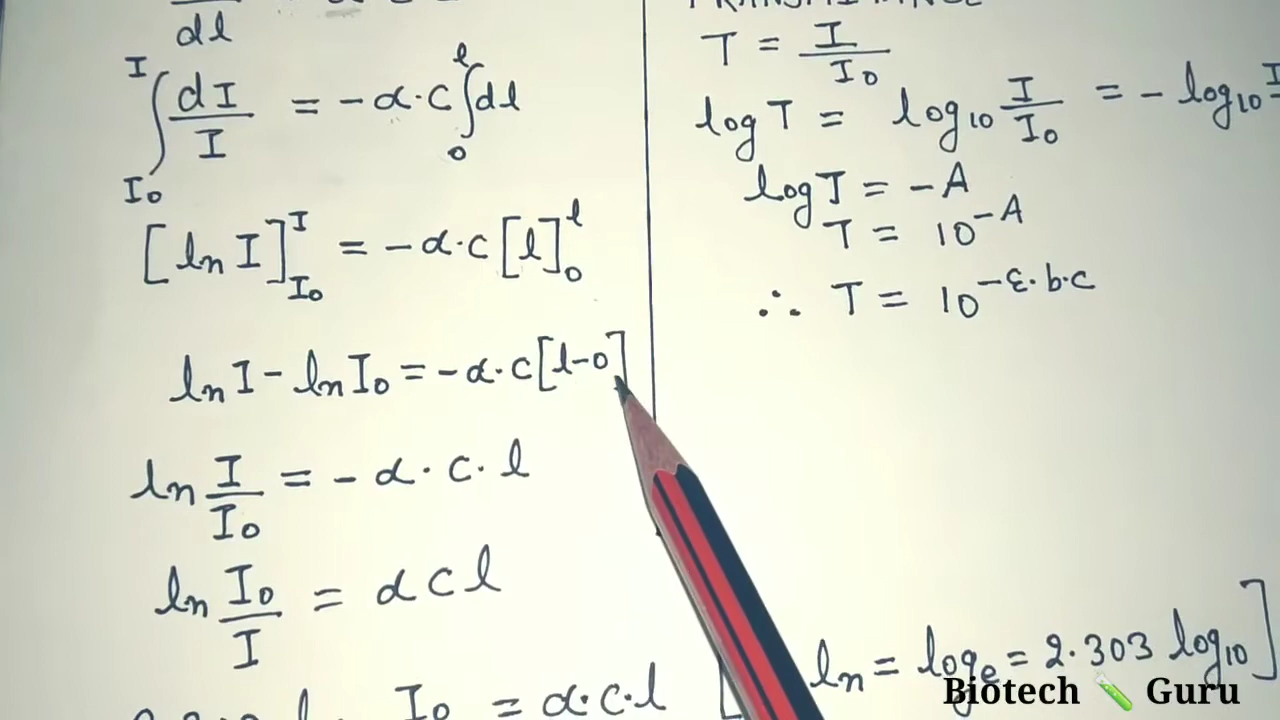 dl
∫ I I₀ dI/I = -α·c ∫ l 0 dl
[ln I] I I₀ = -α·c [l] l 0
ln I - ln I₀ = -α·c[l-0]
ln I/I₀ = -α·c·l
ln I₀/I = αcl
I₀ = α·c·l
T = I/I₀
log T = log₁₀ I/I₀ = -log₁₀
log T = -A
T = 10^-A
∴ T = 10^-ε·b·c
[ ln = logₑ = 2.303 log₁₀ ]
Biotech Guru